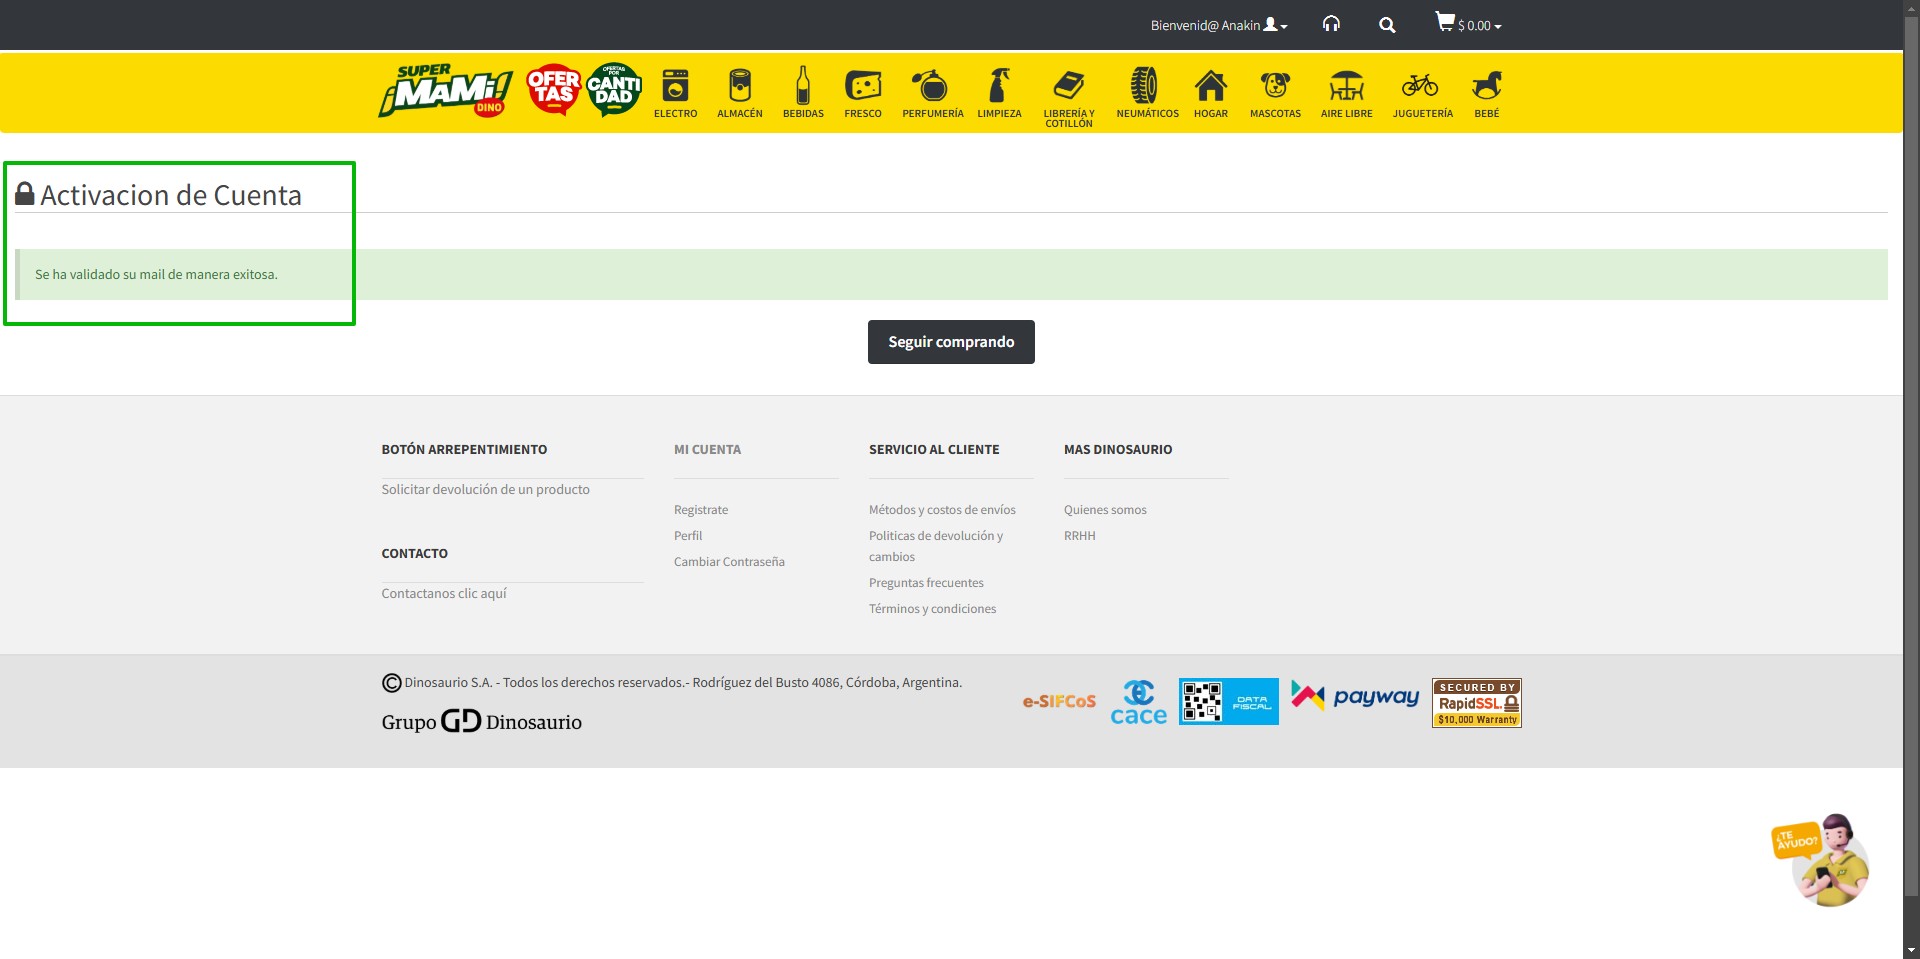 Bienvenid@ Anakin
$ 0.00
SUPER
¡MAMi!
DINO
OFER
TAS
OFERTAS POR
CANTI
DAD
ELECTRO
ALMACÉN
BEBIDAS
FRESCO
PERFUMERÍA
LIMPIEZA
LIBRERÍA Y
COTILLÓN
NEUMÁTICOS
HOGAR
MASCOTAS
AIRE LIBRE
JUGUETERÍA
BEBÉ
Activacion de Cuenta
Se ha validado su mail de manera exitosa.
Seguir comprando
BOTÓN ARREPENTIMIENTO
Solicitar devolución de un producto
CONTACTO
Contactanos clic aquí
MI CUENTA
Registrate
Perfil
Cambiar Contraseña
SERVICIO AL CLIENTE
Métodos y costos de envíos
Politicas de devolución y
cambios
Preguntas frecuentes
Términos y condiciones
MAS DINOSAURIO
Quienes somos
RRHH
© Dinosaurio S.A. - Todos los derechos reservados.- Rodríguez del Busto 4086, Córdoba, Argentina.
Grupo GD Dinosaurio
e-SIFCoS
cace
DATA
FISCAL
payway
SECURED BY
RapidSSL.
$10,000 Warranty
¿TE
AYUDO?